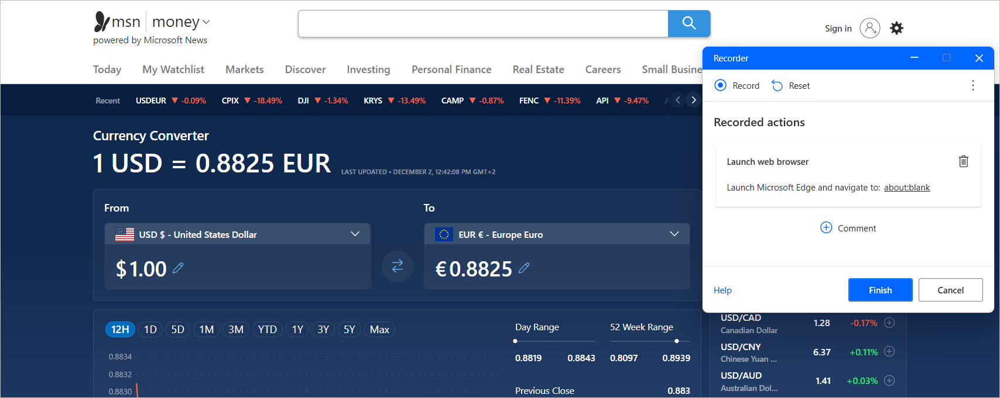 msn money
powered by Microsoft News
Sign in
Today My Watchlist Markets Discover Investing Personal Finance Real Estate Careers Small Busine
Recent USDEUR ▼ -0.09% CPIX ▼ -18.49% DJI ▼ -1.34% KRYS ▼ -13.49% CAMP ▼ -0.87% FENC ▼ -11.39% API ▼ -9.47%
Currency Converter
1 USD = 0.8825 EUR
LAST UPDATED • DECEMBER 2, 12:42:08 PM GMT+2
From
USD $ - United States Dollar
$1.00
To
EUR € - Europe Euro
€0.8825
12H 1D 5D 1M 3M YTD 1Y 3Y 5Y Max
0.8834
0.8832
0.8830
Day Range
0.8819 0.8843
52 Week Range
0.8097 0.8939
Previous Close 0.883
Recorder
Record Reset
Recorded actions
Launch web browser
Launch Microsoft Edge and navigate to: about:blank
Comment
Help
Finish
Cancel
USD/CAD 1.28 -0.17%
Canadian Dollar
USD/CNY 6.37 +0.11%
Chinese Yuan ...
USD/AUD 1.41 +0.03%
Australian Dol...